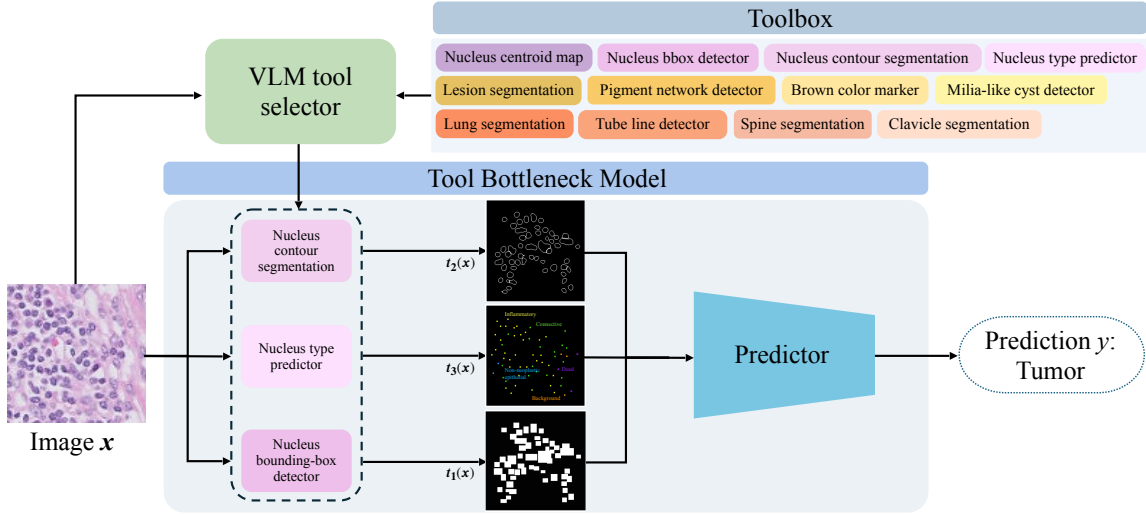 Toolbox
Nucleus centroid map
Nucleus bbox detector
Nucleus contour segmentation
Nucleus type predictor
Lesion segmentation
Pigment network detector
Brown color marker
Milia-like cyst detector
Lung segmentation
Tube line detector
Spine segmentation
Clavicle segmentation
VLM tool
selector
Tool Bottleneck Model
Nucleus
contour
segmentation
t₂(x)
Nucleus type
predictor
t₃(x)
Inflammatory
Connective
Non-neoplastic
epithelial
Dead
Background
Nucleus
bounding-box
detector
t₁(x)
Image x
Predictor
Prediction y:
Tumor